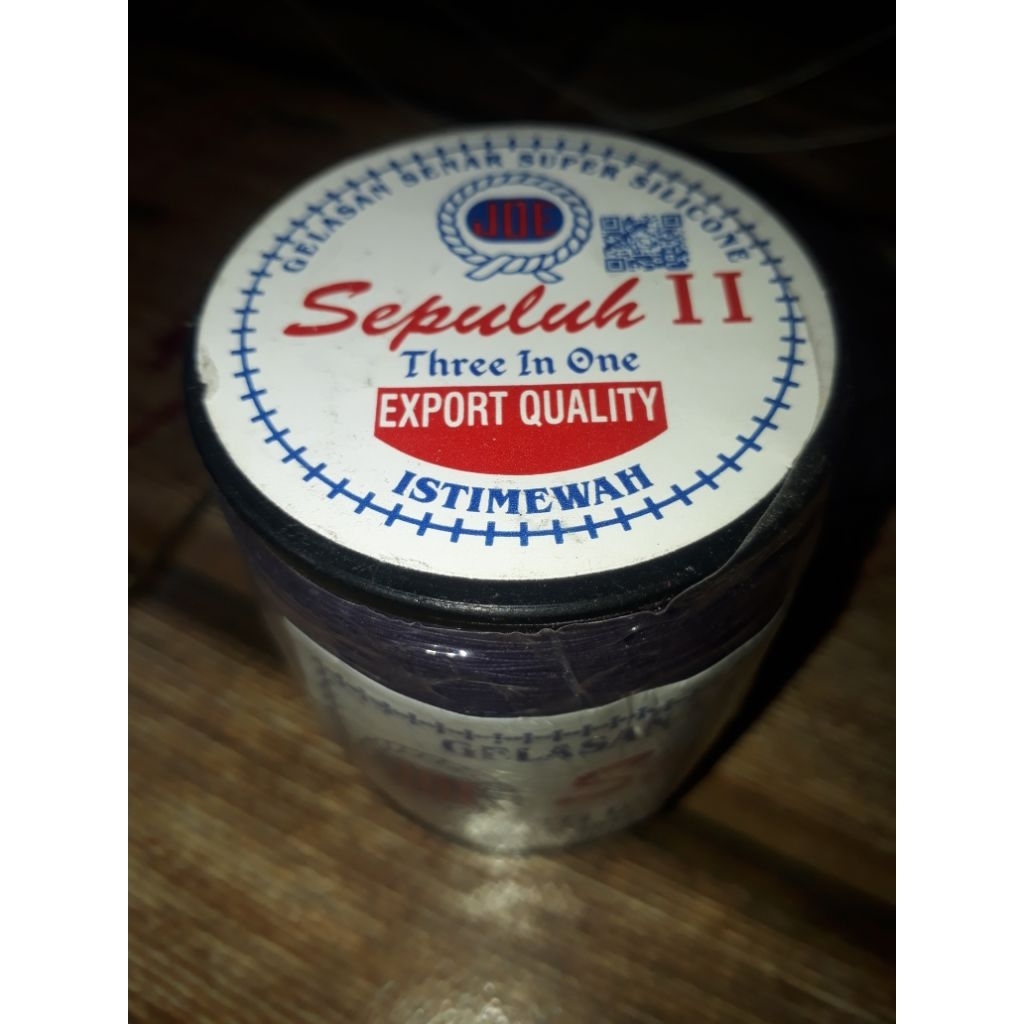 GELASAN SENAR SUPER SILICONE
JOE
Sepuluh II
Three In One
EXPORT QUALITY
ISTIMEWAH
GELASAN
S